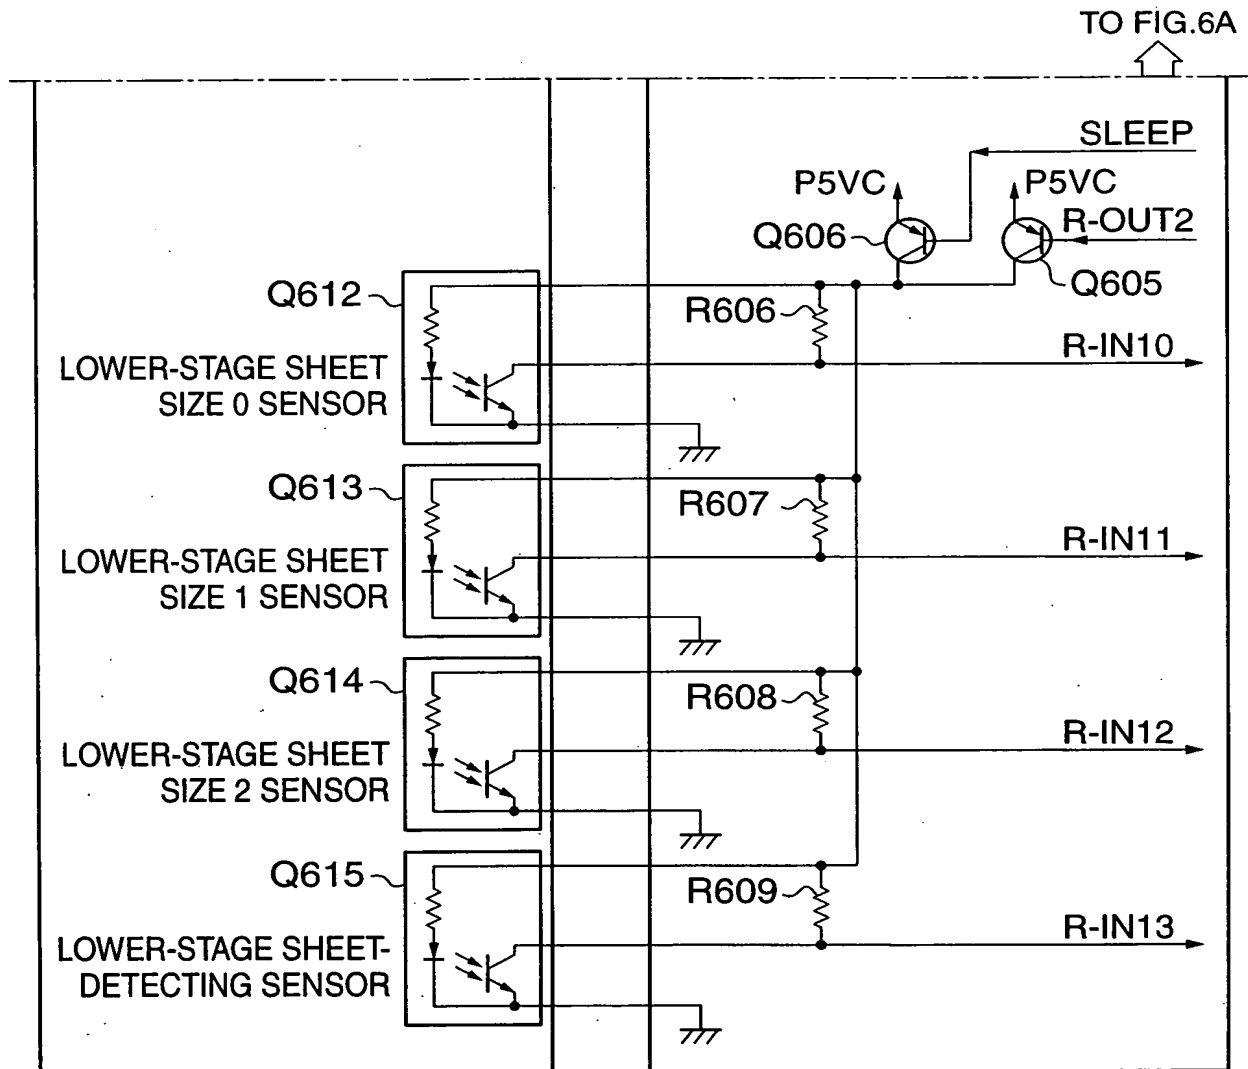 TO FIG.6A
SLEEP
P5VC
P5VC
R-OUT2
Q606
Q605
Q612
R606
R-IN10
LOWER-STAGE SHEET
SIZE 0 SENSOR
Q613
R607
R-IN11
LOWER-STAGE SHEET
SIZE 1 SENSOR
Q614
R608
R-IN12
LOWER-STAGE SHEET
SIZE 2 SENSOR
Q615
R609
R-IN13
LOWER-STAGE SHEET-
DETECTING SENSOR